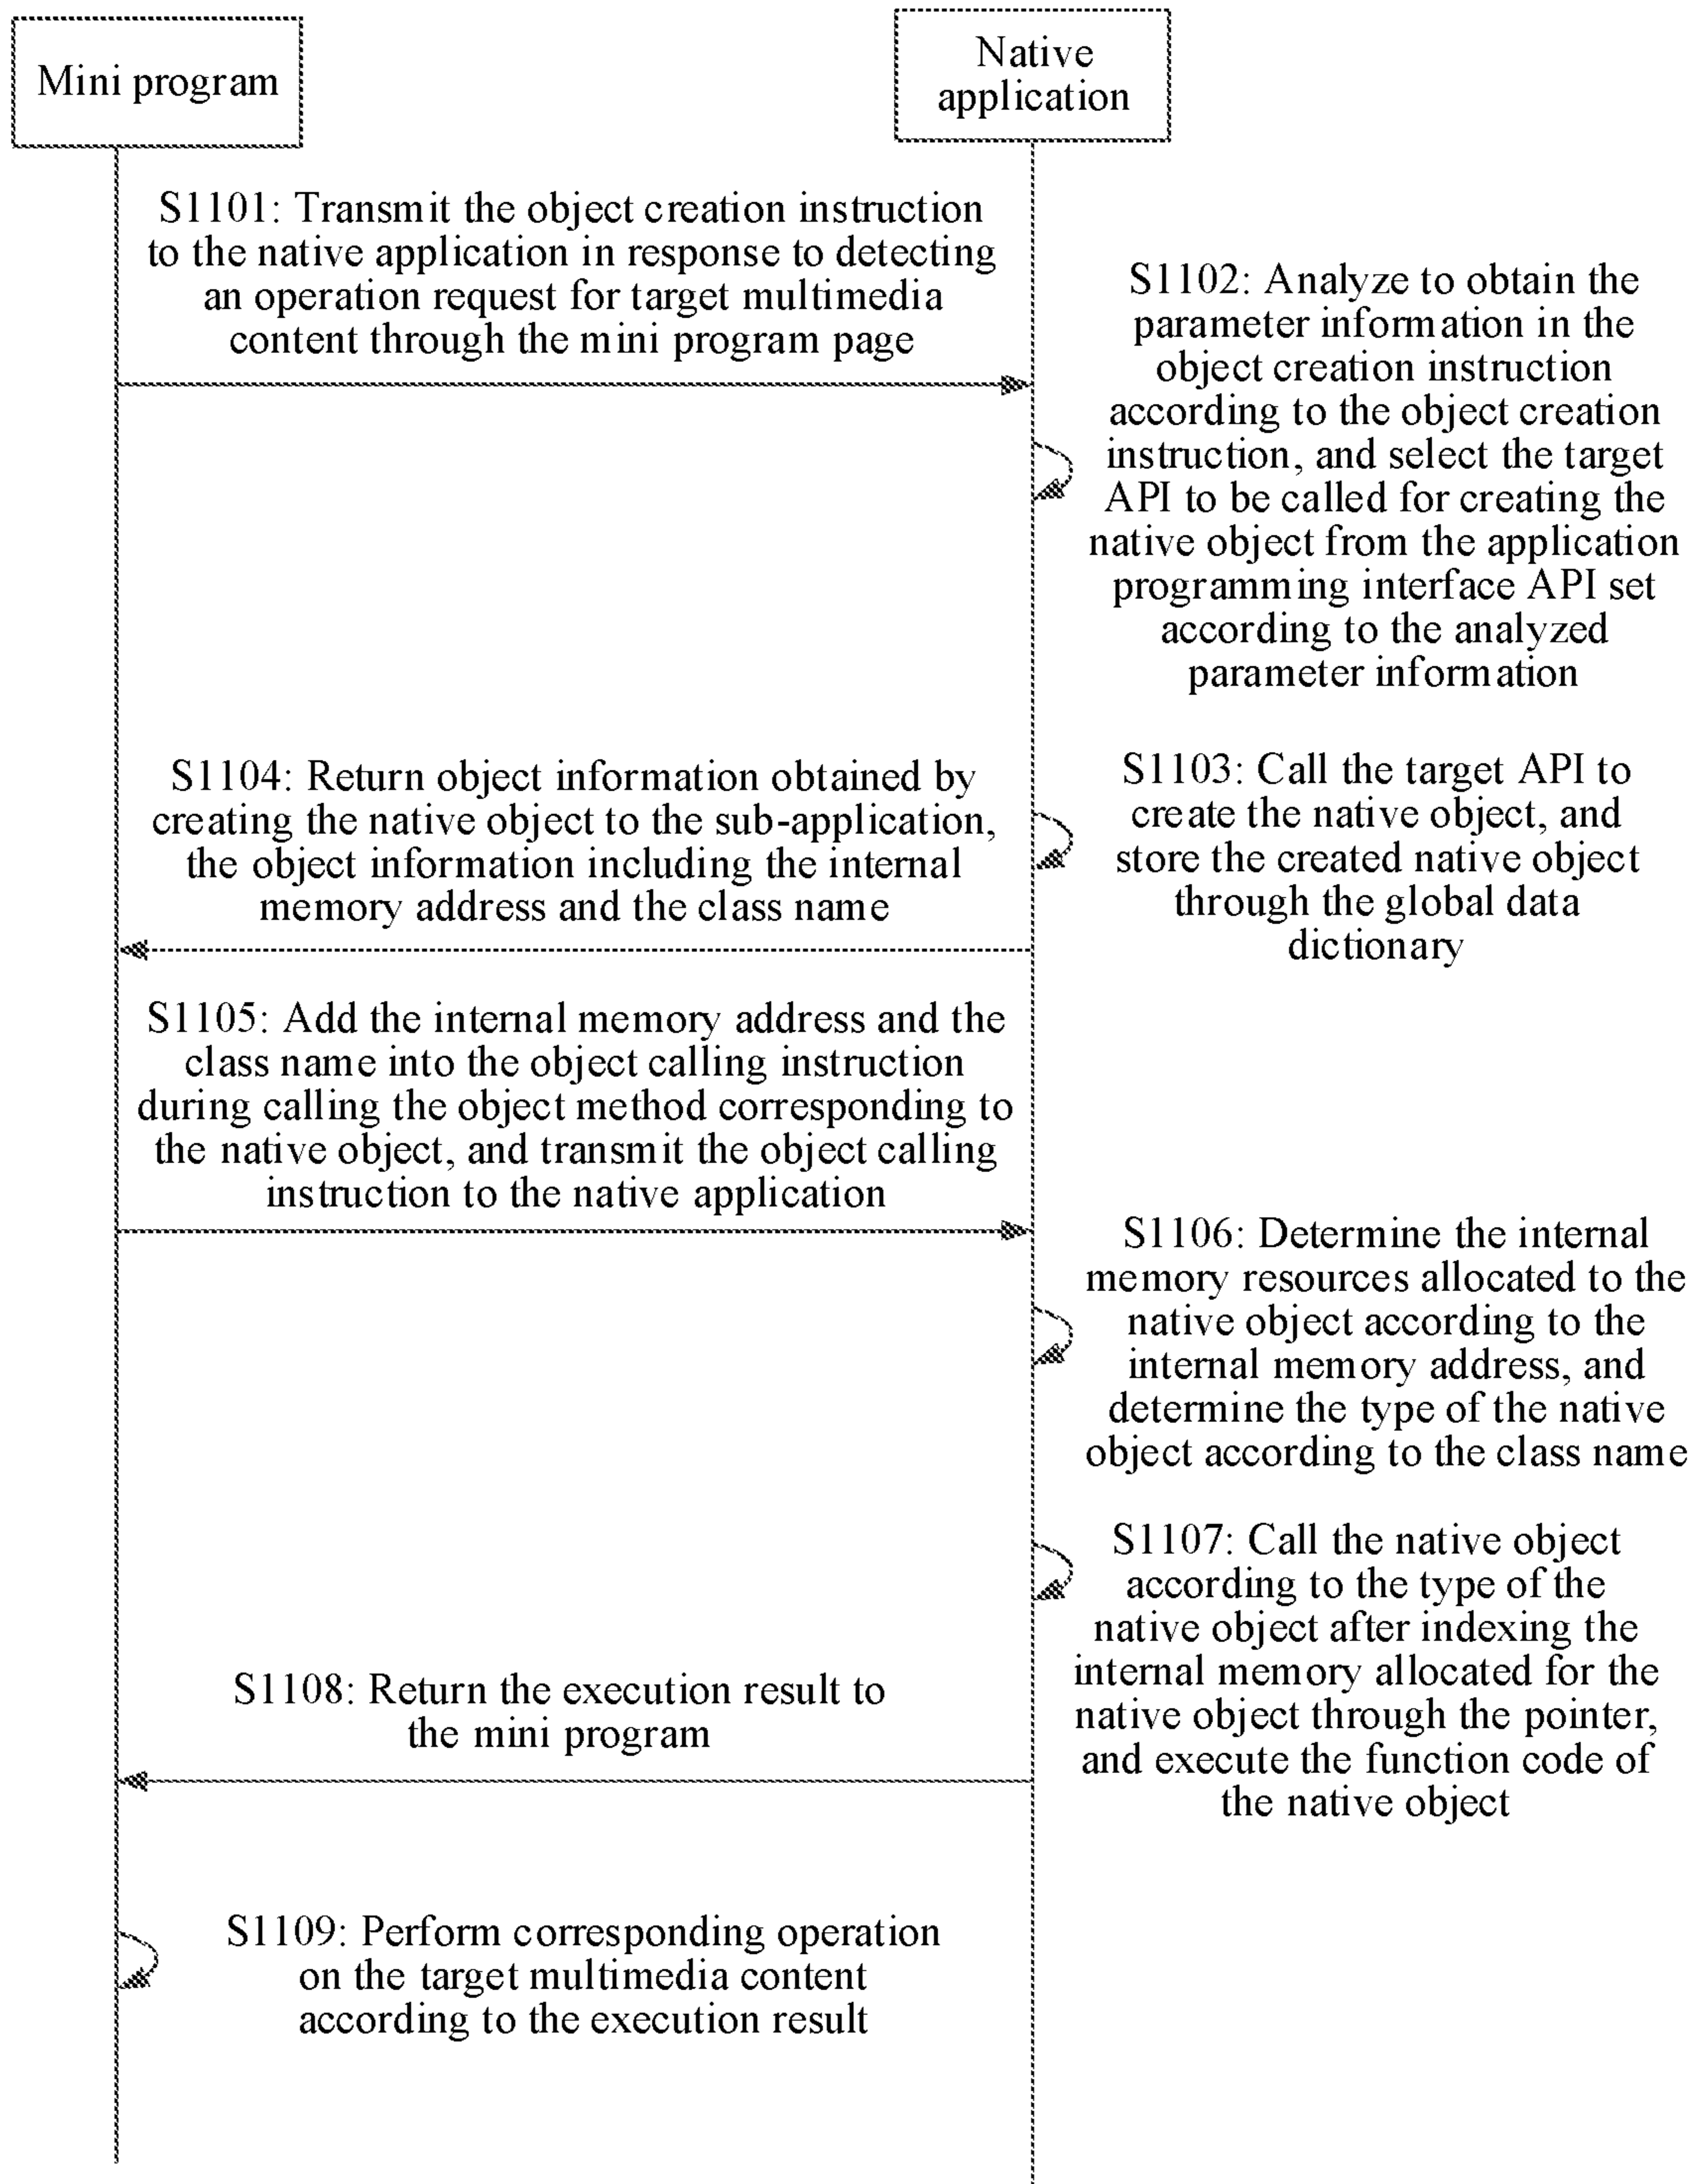 Mini program
Native
application
S1101: Transmit the object creation instruction
to the native application in response to detecting
an operation request for target multimedia
content through the mini program page
S1102: Analyze to obtain the
parameter information in the
object creation instruction
according to the object creation
instruction, and select the target
API to be called for creating the
native object from the application
programming interface API set
according to the analyzed
parameter information
S1103: Call the target API to
create the native object, and
store the created native object
through the global data
dictionary
S1104: Return object information obtained by
creating the native object to the sub-application,
the object information including the internal
memory address and the class name
S1105: Add the internal memory address and the
class name into the object calling instruction
during calling the object method corresponding to
the native object, and transmit the object calling
instruction to the native application
S1106: Determine the internal
memory resources allocated to the
native object according to the
internal memory address, and
determine the type of the native
object according to the class name
S1107: Call the native object
according to the type of the
native object after indexing the
internal memory allocated for the
native object through the pointer,
and execute the function code of
the native object
S1108: Return the execution result to
the mini program
S1109: Perform corresponding operation
on the target multimedia content
according to the execution result